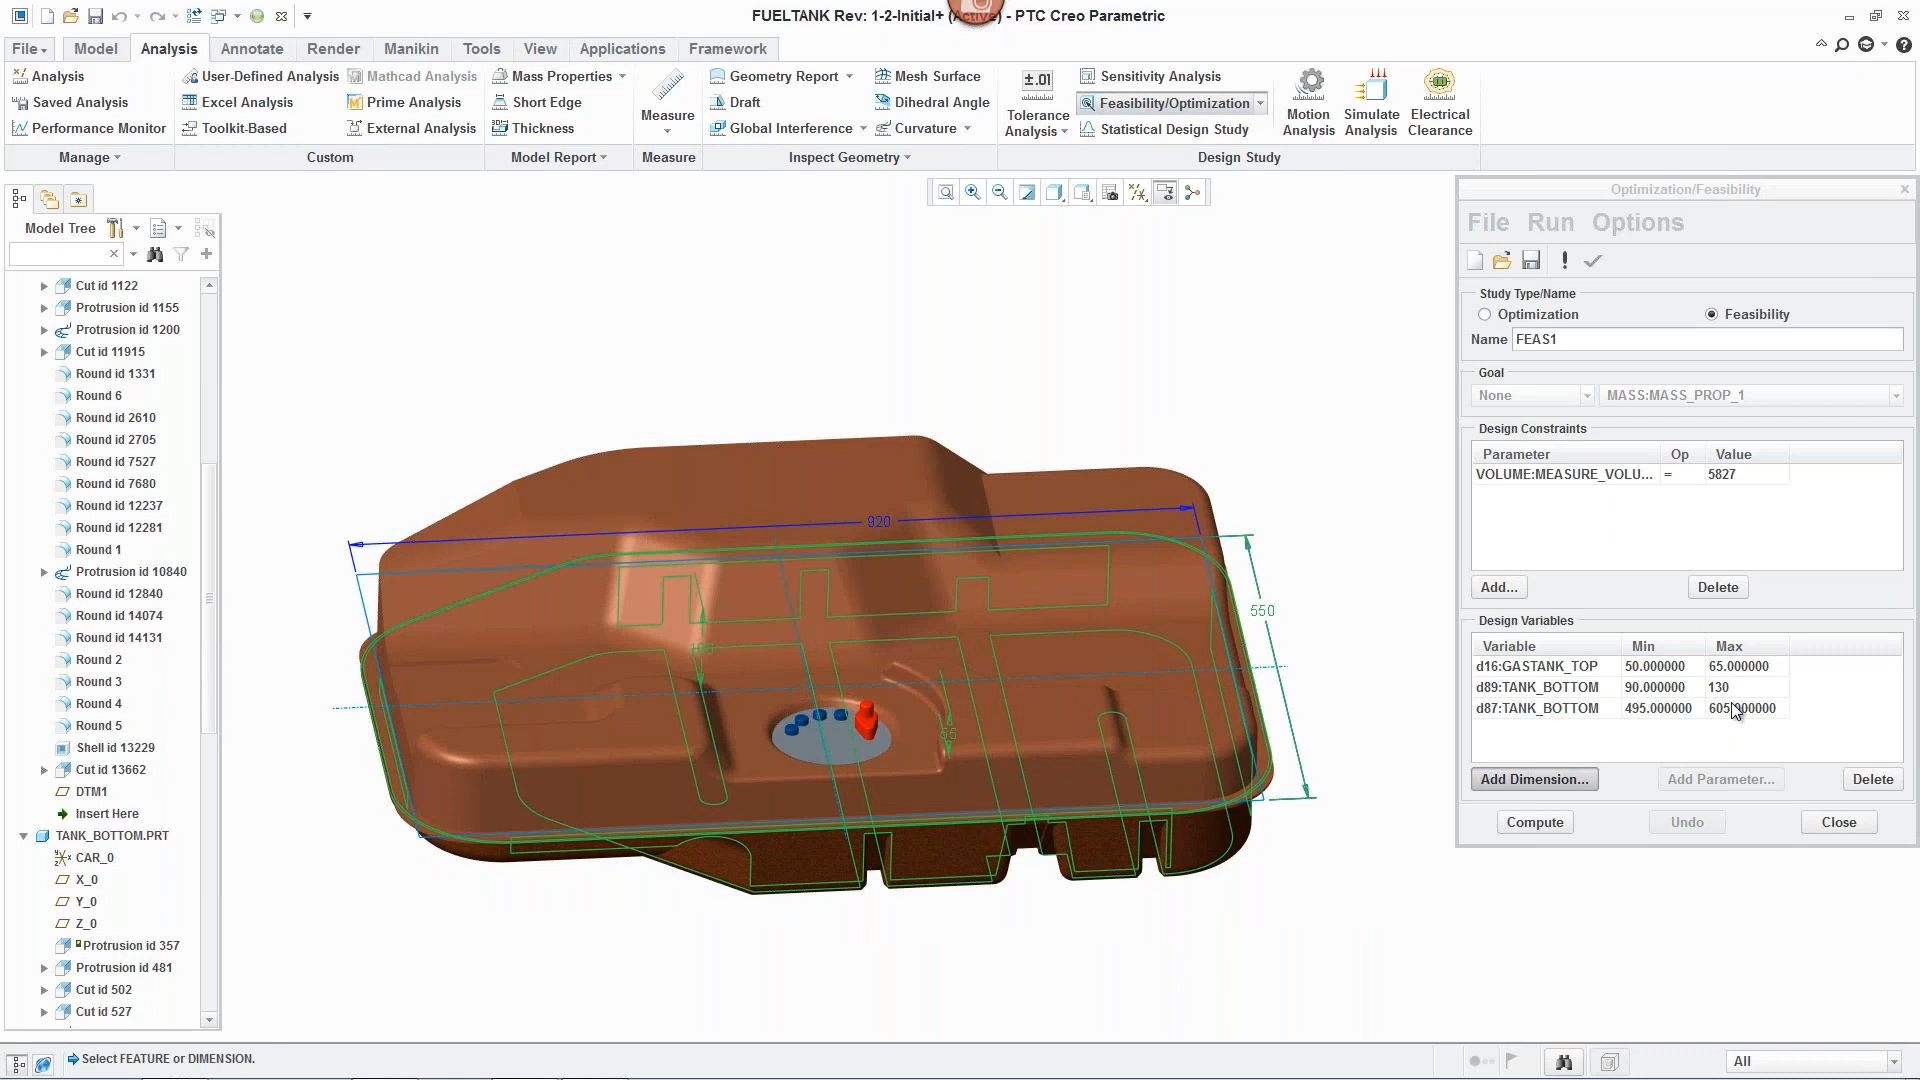 FUELTANK Rev: 1-2-Initial+ (Active) - PTC Creo Parametric
File Model Analysis Annotate Render Manikin Tools View Applications Framework
Analysis
Saved Analysis
Performance Monitor
Manage
User-Defined Analysis
Excel Analysis
Toolkit-Based
Mathcad Analysis
Prime Analysis
External Analysis
Custom
Mass Properties
Short Edge
Thickness
Model Report
Measure
Measure
Geometry Report
Draft
Global Interference
Mesh Surface
Dihedral Angle
Curvature
Inspect Geometry
±.01
Tolerance
Analysis
Sensitivity Analysis
Feasibility/Optimization
Statistical Design Study
Motion
Analysis
Simulate
Analysis
Electrical
Clearance
Design Study
Model Tree
Cut id 1122
Protrusion id 1155
Protrusion id 1200
Cut id 11915
Round id 1331
Round 6
Round id 2610
Round id 2705
Round id 7527
Round id 7680
Round id 12237
Round id 12281
Round 1
Protrusion id 10840
Round id 12840
Round id 14074
Round id 14131
Round 2
Round 3
Round 4
Round 5
Shell id 13229
Cut id 13662
DTM1
Insert Here
TANK_BOTTOM.PRT
CAR_0
X_0
Y_0
Z_0
Protrusion id 357
Protrusion id 481
Cut id 502
Cut id 527
920
550
Optimization/Feasibility
File Run Options
Study Type/Name
Optimization Feasibility
Name FEAS1
Goal
None MASS:MASS_PROP_1
Design Constraints
Parameter Op Value
VOLUME:MEASURE_VOLU... = 5827
Add... Delete
Design Variables
Variable Min Max
d16:GASTANK_TOP 50.000000 65.000000
d89:TANK_BOTTOM 90.000000 130
d87:TANK_BOTTOM 495.000000
Add Dimension... Add Parameter... Delete
Compute Undo Close
Select FEATURE or DIMENSION.
All